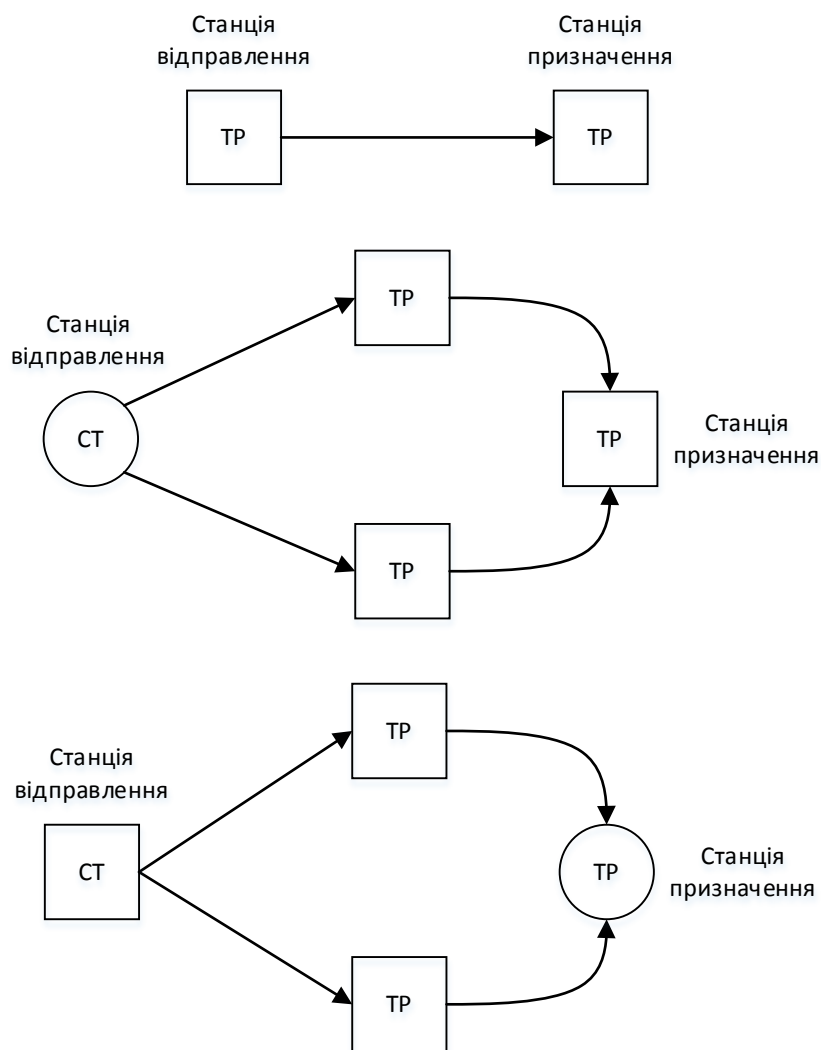 Станція
відправлення
Станція
призначення
ТР
ТР
ТР
Станція
відправлення
СТ
ТР
Станція
призначення
ТР
ТР
Станція
відправлення
СТ
ТР
Станція
призначення
ТР